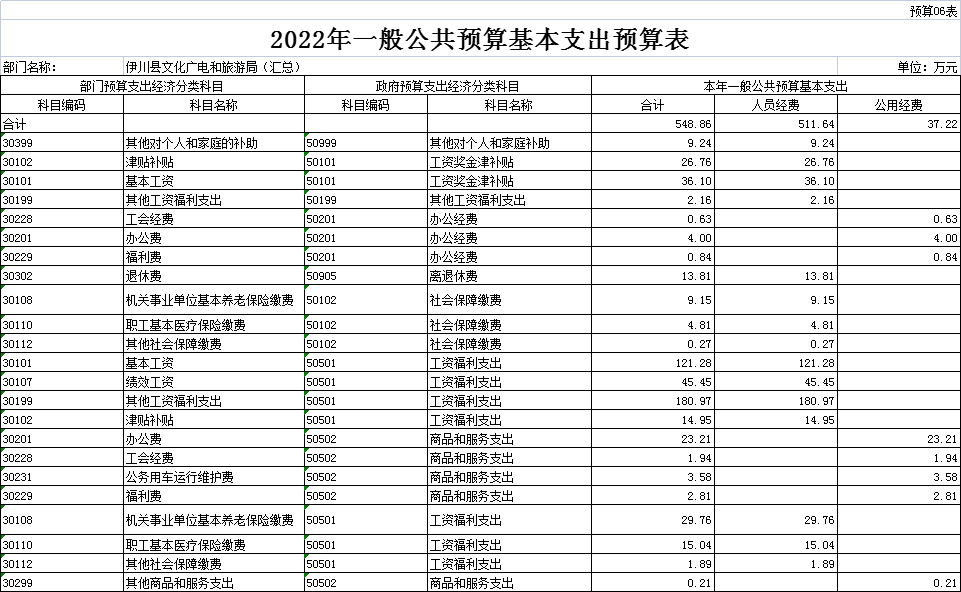 预算06表
2022年一般公共预算基本支出预算表
部门名称: 伊川县文化广电和旅游局（汇总） 单位：万元
部门预算支出经济分类科目 政府预算支出经济分类科目 本年一般公共预算基本支出
科目编码 科目名称 科目编码 科目名称 合计 人员经费 公用经费
合计 548.86 511.64 37.22
30399 其他对个人和家庭的补助 50999 其他对个人和家庭补助 9.24 9.24
30102 津贴补贴 50101 工资奖金津补贴 26.76 26.76
30101 基本工资 50101 工资奖金津补贴 36.10 36.10
30199 其他工资福利支出 50199 其他工资福利支出 2.16 2.16
30228 工会经费 50201 办公经费 0.63 0.63
30201 办公费 50201 办公经费 4.00 4.00
30229 福利费 50201 办公经费 0.84 0.84
30302 退休费 50905 离退休费 13.81 13.81
30108 机关事业单位基本养老保险缴费 50102 社会保障缴费 9.15 9.15
30110 职工基本医疗保险缴费 50102 社会保障缴费 4.81 4.81
30112 其他社会保障缴费 50102 社会保障缴费 0.27 0.27
30101 基本工资 50501 工资福利支出 121.28 121.28
30107 绩效工资 50501 工资福利支出 45.45 45.45
30199 其他工资福利支出 50501 工资福利支出 180.97 180.97
30102 津贴补贴 50501 工资福利支出 14.95 14.95
30201 办公费 50502 商品和服务支出 23.21 23.21
30228 工会经费 50502 商品和服务支出 1.94 1.94
30231 公务用车运行维护费 50502 商品和服务支出 3.58 3.58
30229 福利费 50502 商品和服务支出 2.81 2.81
30108 机关事业单位基本养老保险缴费 50501 工资福利支出 29.76 29.76
30110 职工基本医疗保险缴费 50501 工资福利支出 15.04 15.04
30112 其他社会保障缴费 50501 工资福利支出 1.89 1.89
30299 其他商品和服务支出 50502 商品和服务支出 0.21 0.21